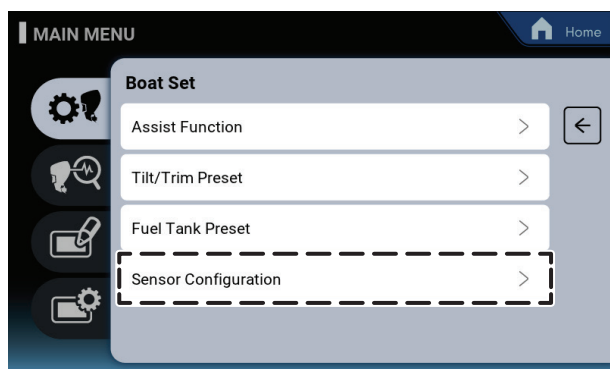 MAIN MENU
Home
Boat Set
Assist Function
Tilt/Trim Preset
Fuel Tank Preset
Sensor Configuration